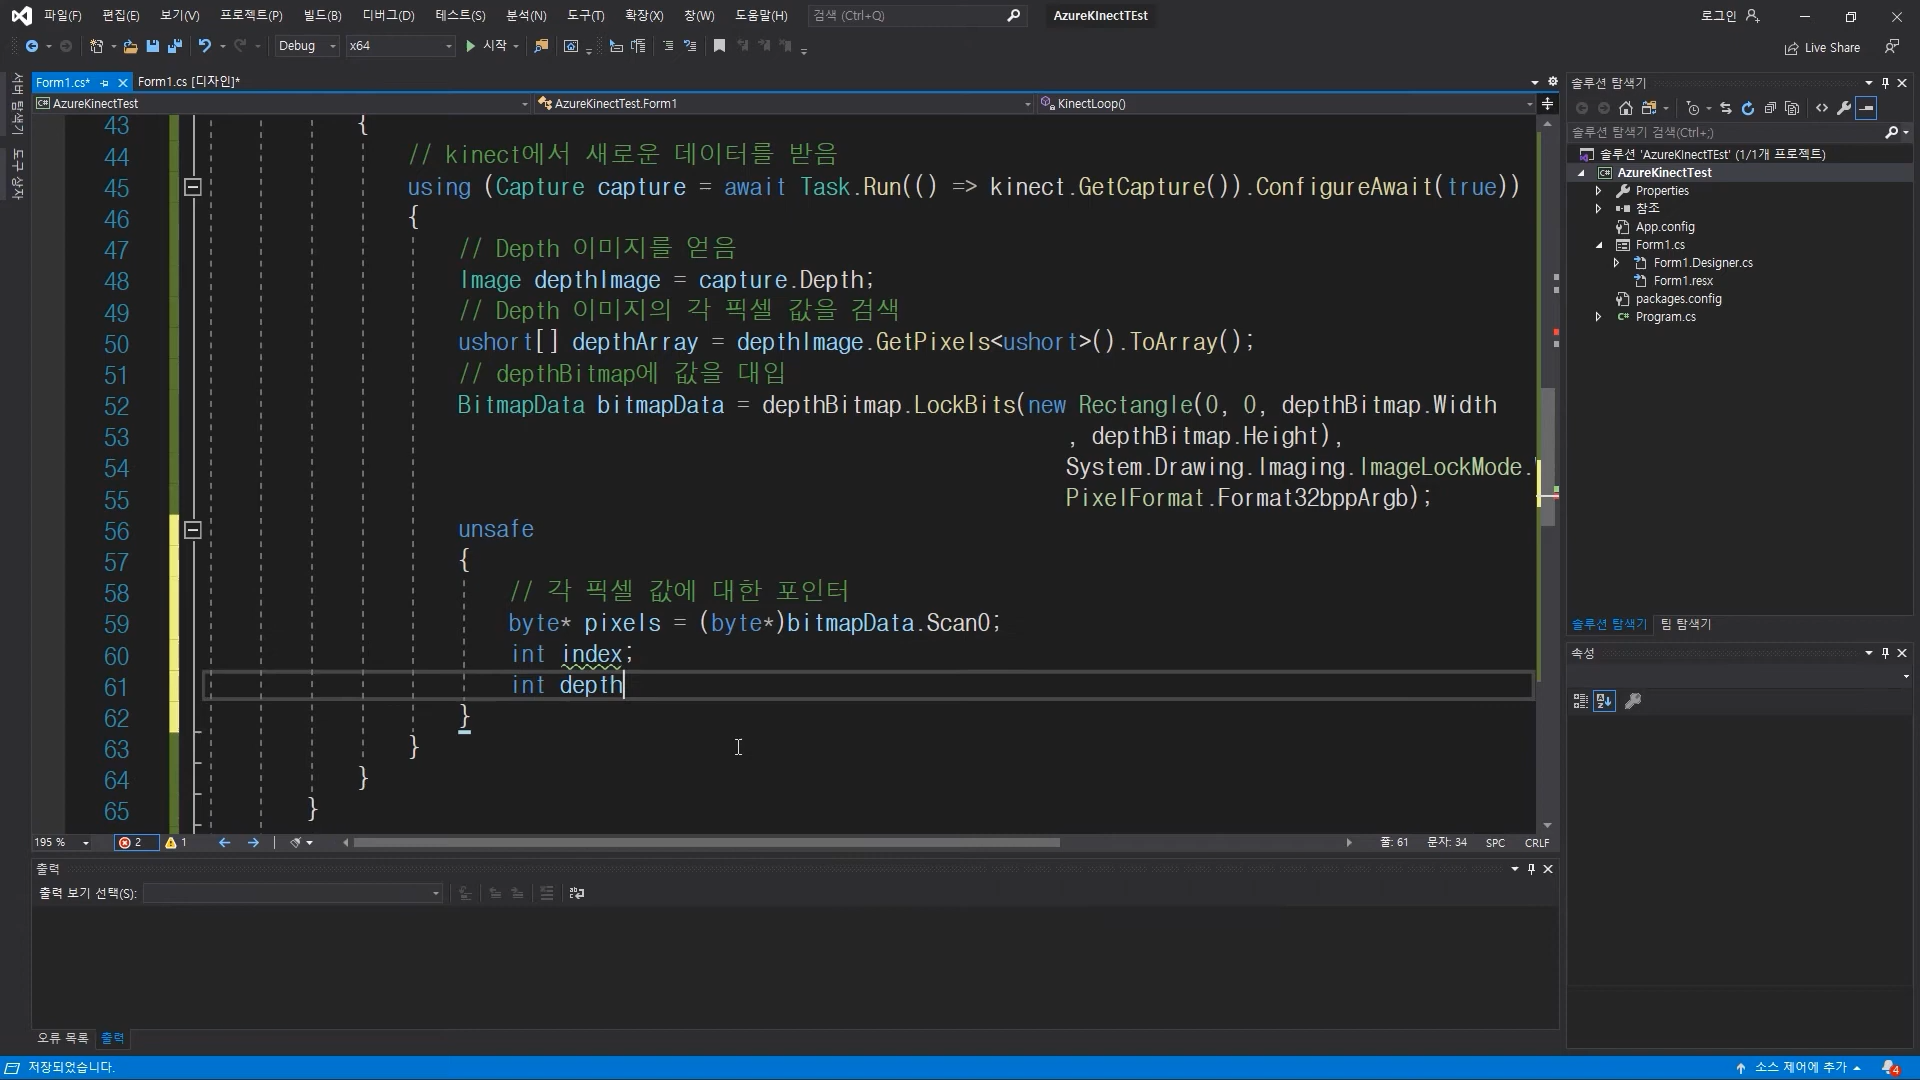 파일(F) 편집(E) 보기(V) 프로젝트(P) 빌드(B) 디버그(D) 테스트(S) 분석(N) 도구(T) 확장(X) 창(W) 도움말(H) 검색 (Ctrl+Q) AzureKInectTEst 로그인
Debug x64 시작 Live Share
서버 탐색기
도구 상자
Form1.cs* Form1.cs [디자인]*
AzureKinectTest AzureKinectTest.Form1 KinectLoop()
43 {
44 // kinect에서 새로운 데이터를 받음
45 using (Capture capture = await Task.Run(() => kinect.GetCapture()).ConfigureAwait(true))
46 {
47 // Depth 이미지를 얻음
48 Image depthImage = capture.Depth;
49 // Depth 이미지의 각 픽셀 값을 검색
50 ushort[] depthArray = depthImage.GetPixels<ushort>().ToArray();
51 // depthBitmap에 값을 대입
52 BitmapData bitmapData = depthBitmap.LockBits(new Rectangle(0, 0, depthBitmap.Width
53 , depthBitmap.Height),
54 System.Drawing.Imaging.ImageLockMode.
55 PixelFormat.Format32bppArgb);
56 unsafe
57 {
58 // 각 픽셀 값에 대한 포인터
59 byte* pixels = (byte*)bitmapData.Scan0;
60 int index;
61 int depth
62 }
63 }
64 }
65 }
195 % 2 1 줄: 61 문자: 34 SPC CRLF
출력
출력 보기 선택(S):
오류 목록 출력
저장되었습니다. 소스 제어에 추가 4
솔루션 탐색기
솔루션 탐색기 검색(Ctrl+;)
솔루션 'AzureKInectTEst' (1/1개 프로젝트)
AzureKinectTest
Properties
참조
App.config
Form1.cs
Form1.Designer.cs
Form1.resx
packages.config
Program.cs
솔루션 탐색기 팀 탐색기
속성